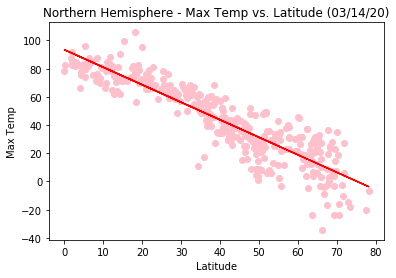 Northern Hemisphere - Max Temp vs. Latitude (03/14/20)
100
80
60
40
20
0
−20
−40
Max Temp
0 10 20 30 40 50 60 70 80
Latitude